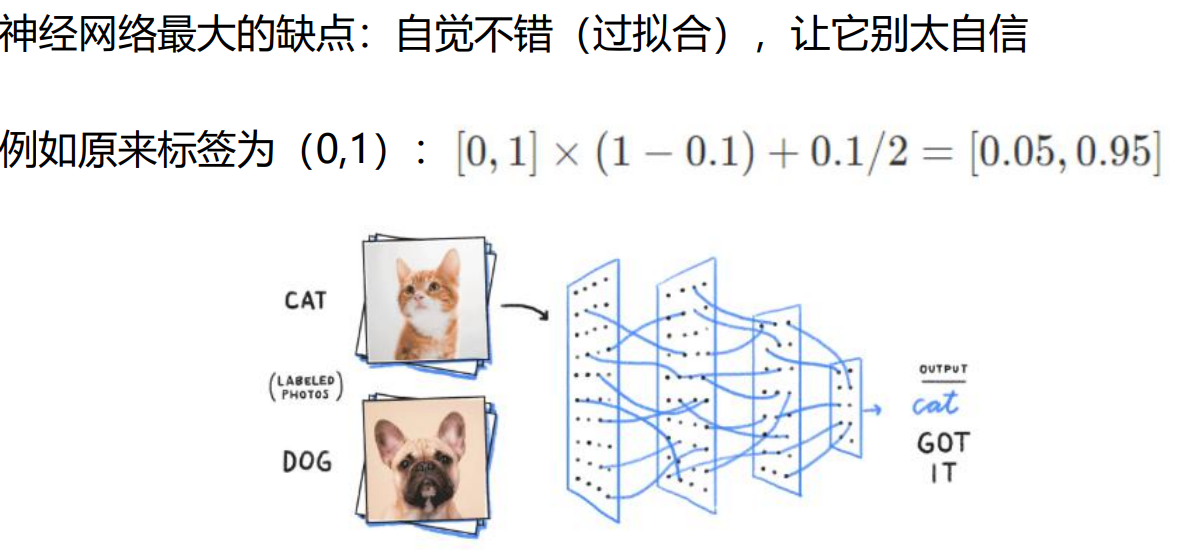 神经网络最大的缺点：自觉不错（过拟合），让它别太自信
例如原来标签为（0,1）： [0, 1] × (1 − 0.1) + 0.1/2 = [0.05, 0.95]
CAT
(LABELED
PHOTOS)
DOG
OUTPUT
cat
GOT
IT